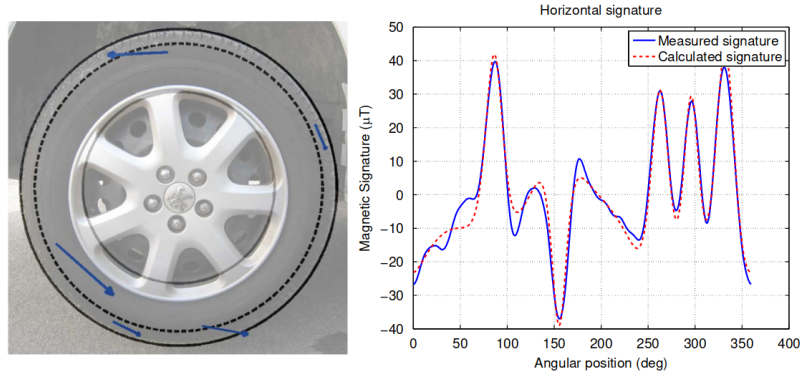 Horizontal signature
Measured signature
Calculated signature
Magnetic Signature (μT)
50
40
30
20
10
0
−10
−20
−30
−40
0 50 100 150 200 250 300 350 400
Angular position (deg)